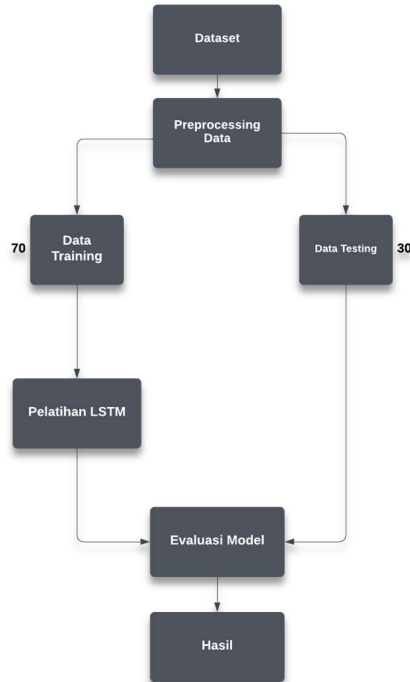 Dataset
Preprocessing
Data
70
Data
Training
Data Testing
30
Pelatihan LSTM
Evaluasi Model
Hasil